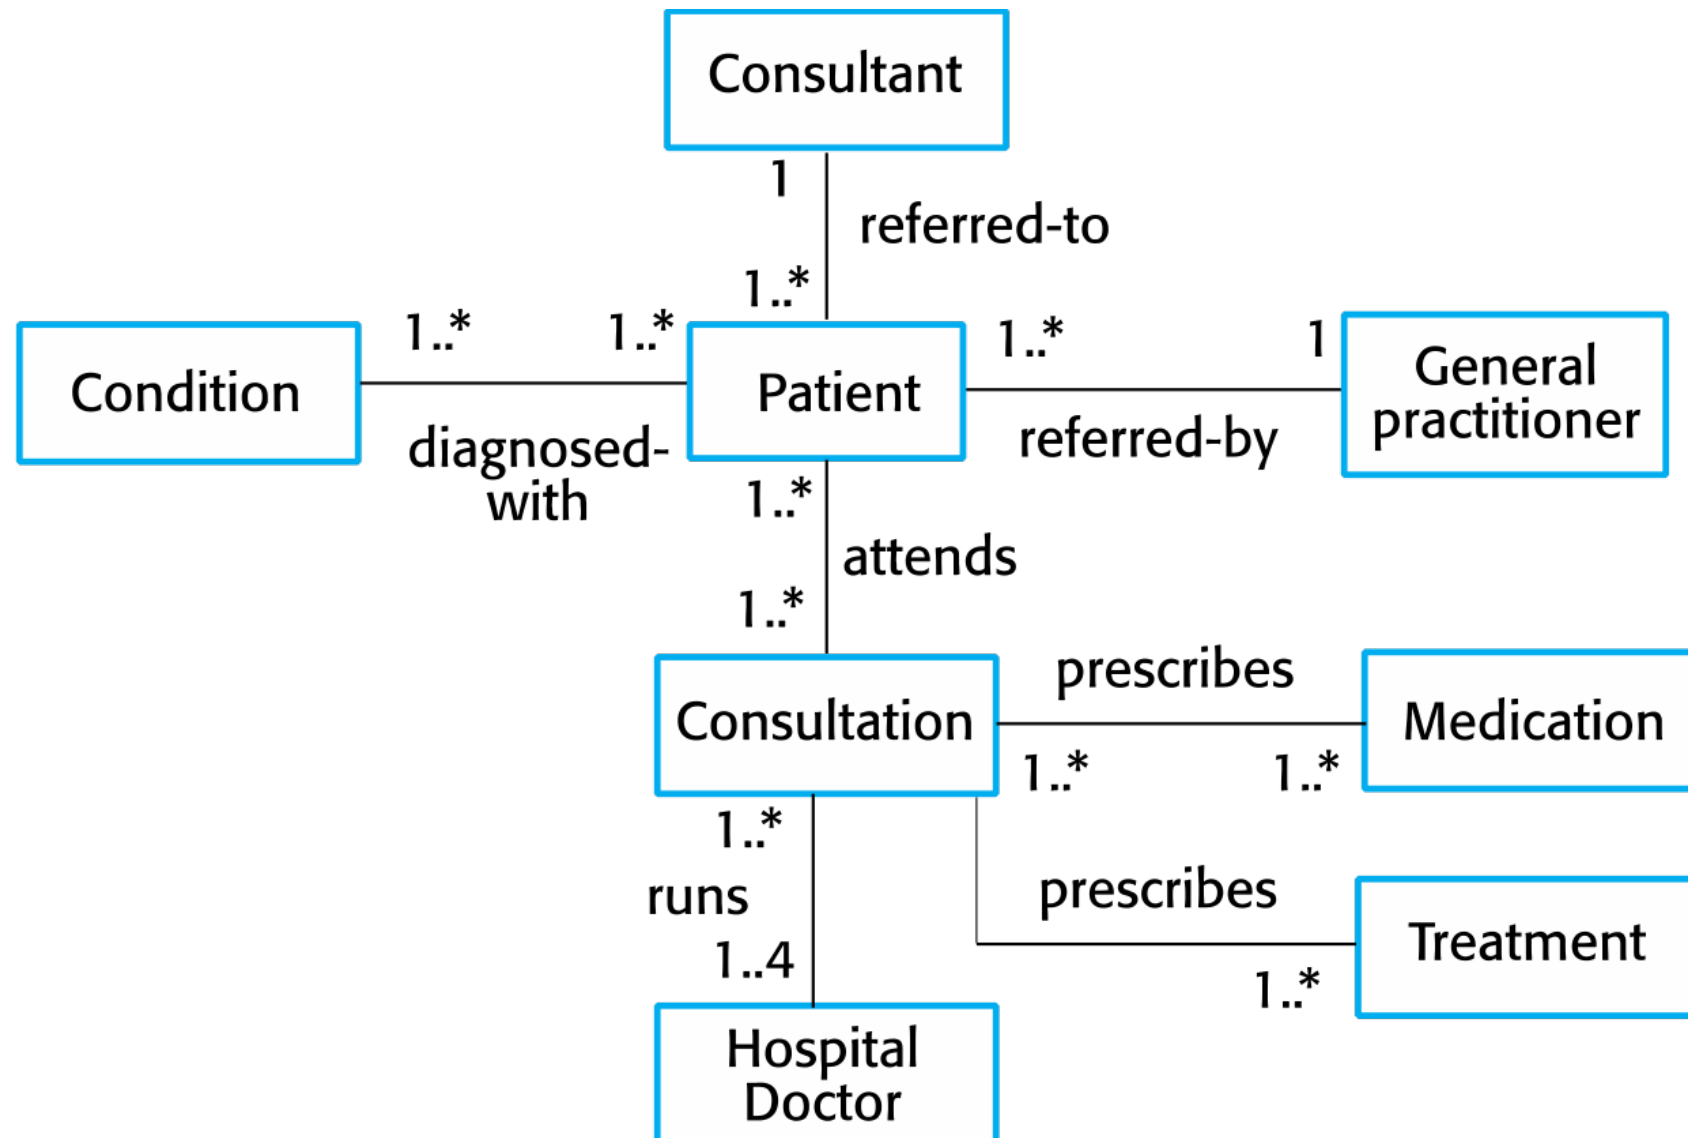 Consultant
1
referred-to
1..*
1..*
1..*
1..*
1
Condition
Patient
General
practitioner
diagnosed-
with
referred-by
1..*
attends
1..*
prescribes
Consultation
Medication
1..*
1..*
1..*
runs
prescribes
1..4
Treatment
1..*
Hospital
Doctor